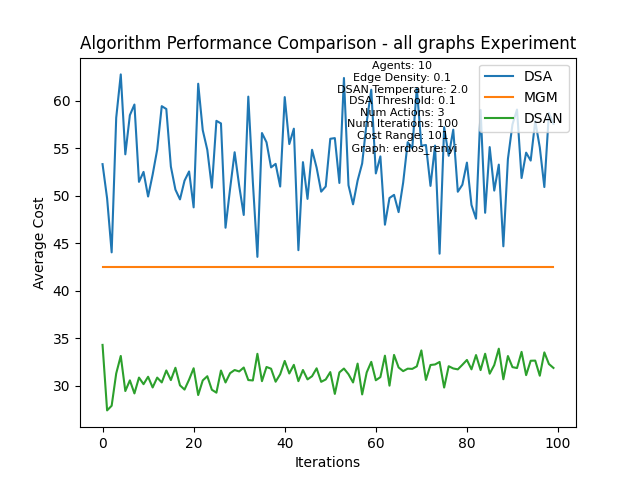 Algorithm Performance Comparison - all graphs Experiment
Agents: 10
Edge Density: 0.1
DSAN Temperature: 2.0
DSA Threshold: 0.1
Num Actions: 3
Num Iterations: 100
Cost Range: 101
Graph: erdos_renyi
DSA
MGM
DSAN
Average Cost
60
55
50
45
40
35
30
0
20
40
60
80
100
Iterations